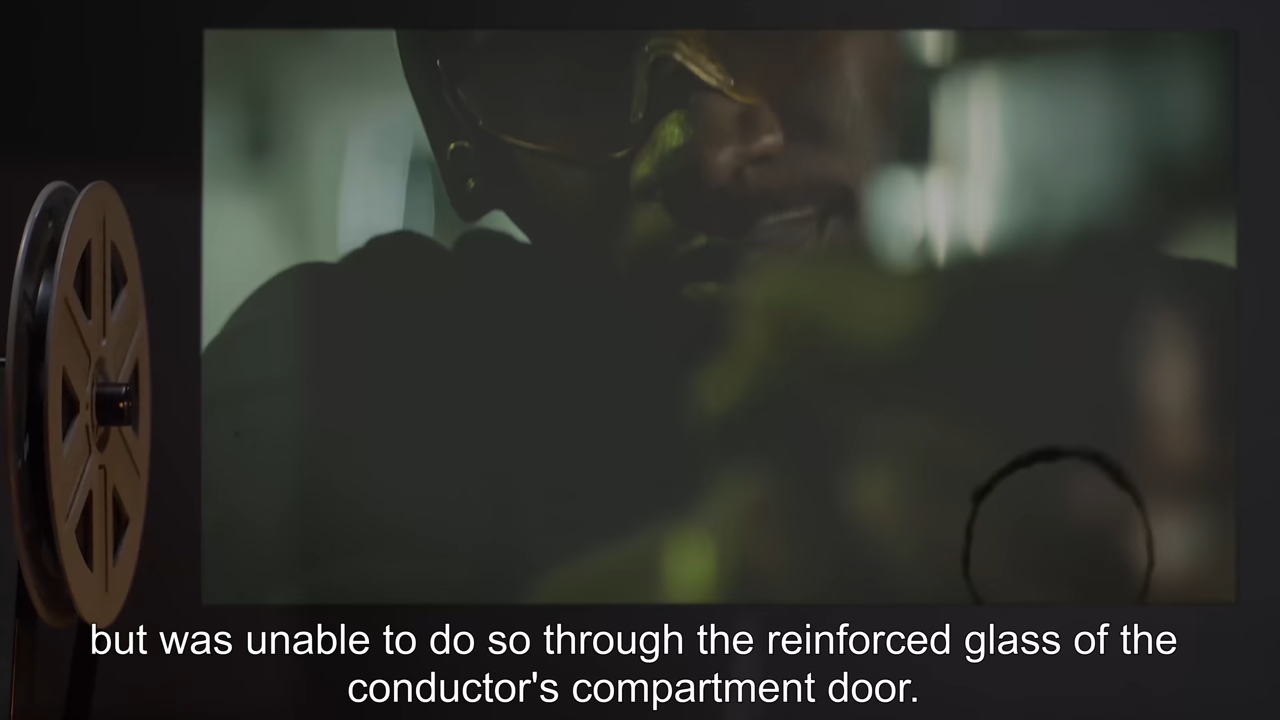 but was unable to do so through the reinforced glass of the
conductor's compartment door.